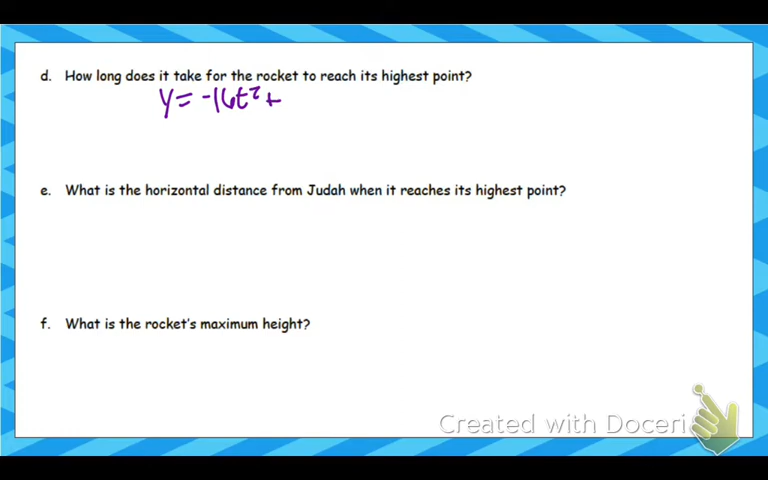 d. How long does it take for the rocket to reach its highest point?
y = -16t² +
e. What is the horizontal distance from Judah when it reaches its highest point?
f. What is the rocket's maximum height?
Created with Doceri